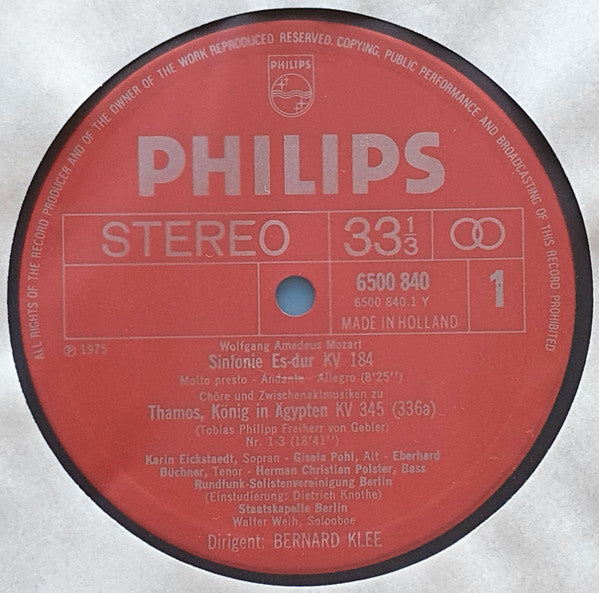 ALL RIGHTS OF THE RECORD PRODUCER AND OF THE OWNER OF THE WORK REPRODUCED RESERVED. COPYING, PUBLIC PERFORMANCE AND BROADCASTING OF THIS RECORD PROHIBITED
PHILIPS
PHILIPS
STEREO 33 1/3
6500 840 1
6500 840.1 Y
MADE IN HOLLAND
℗ 1975
Wolfgang Amadeus Mozart
Sinfonie Es-dur KV 184
Molto presto - Andante - Allegro (8'25")
Chöre und Zwischenaktmusiken zu
Thamos, König in Ägypten KV 345 (336a)
(Tobias Philipp Freiherr von Gebler)
Nr. 1-3 (18'41")
Karin Eickstaedt, Sopran - Gisela Pohl, Alt - Eberhard
Büchner, Tenor - Herman Christian Polster, Bass
Rundfunk-Solistenvereinigung Berlin
(Einstudierung: Dietrich Knothe)
Staatskapelle Berlin
Walter Weih, Solooboe
Dirigent: BERNARD KLEE